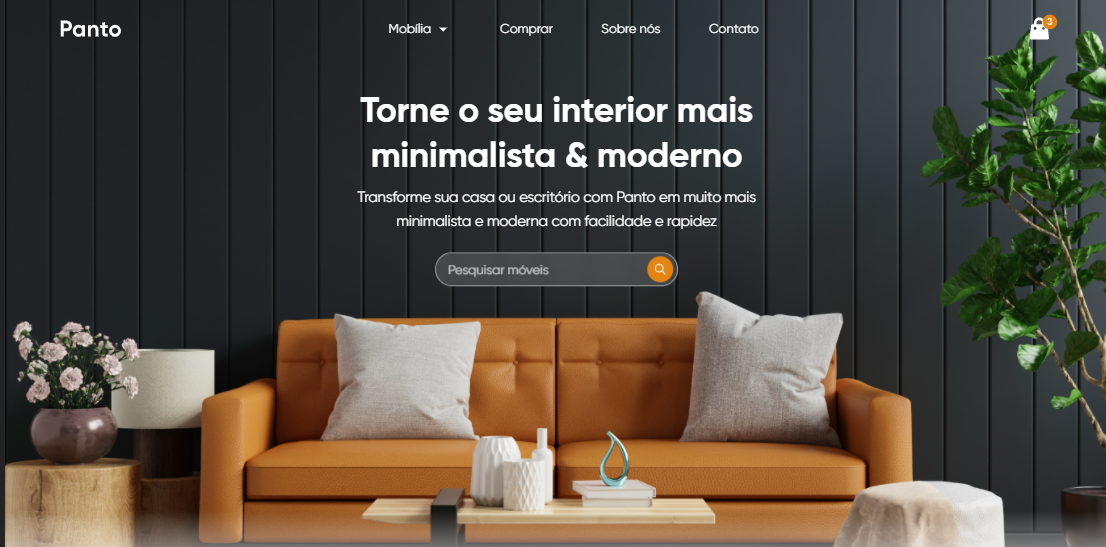 Panto
Mobília
Comprar
Sobre nós
Contato
3
Torne o seu interior mais
minimalista & moderno
Transforme sua casa ou escritório com Panto em muito mais
minimalista e moderna com facilidade e rapidez
Pesquisar móveis